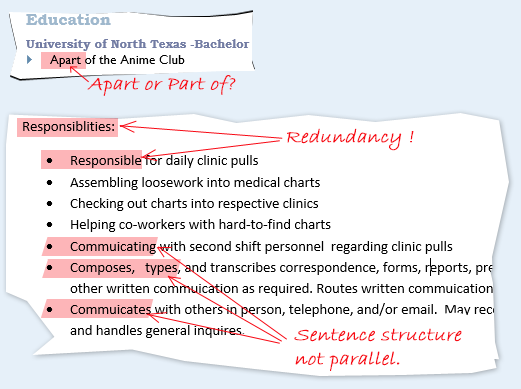 Education
University of North Texas -Bachelor
Apart of the Anime Club
Apart or Part of?
Responsiblities:
Redundancy !
• Responsible for daily clinic pulls
• Assembling loosework into medical charts
• Checking out charts into respective clinics
• Helping co-workers with hard-to-find charts
• Commuicating with second shift personnel regarding clinic pulls
• Composes, types, and transcribes correspondence, forms, reports, pre
other written commuication as required. Routes written commuication
• Commuicates with others in person, telephone, and/or email. May rec
and handles general inquires.
Sentence structure
not parallel.